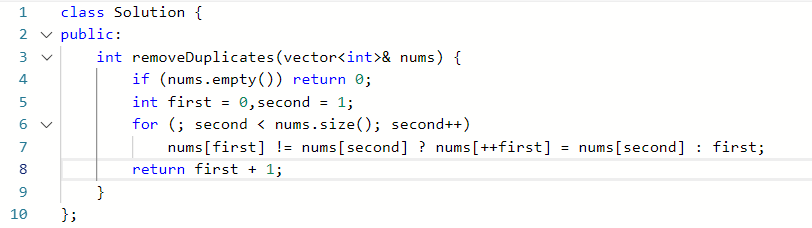 1 class Solution {
2 public:
3     int removeDuplicates(vector<int>& nums) {
4         if (nums.empty()) return 0;
5         int first = 0,second = 1;
6         for (; second < nums.size(); second++)
7             nums[first] != nums[second] ? nums[++first] = nums[second] : first;
8         return first + 1;
9     }
10 };